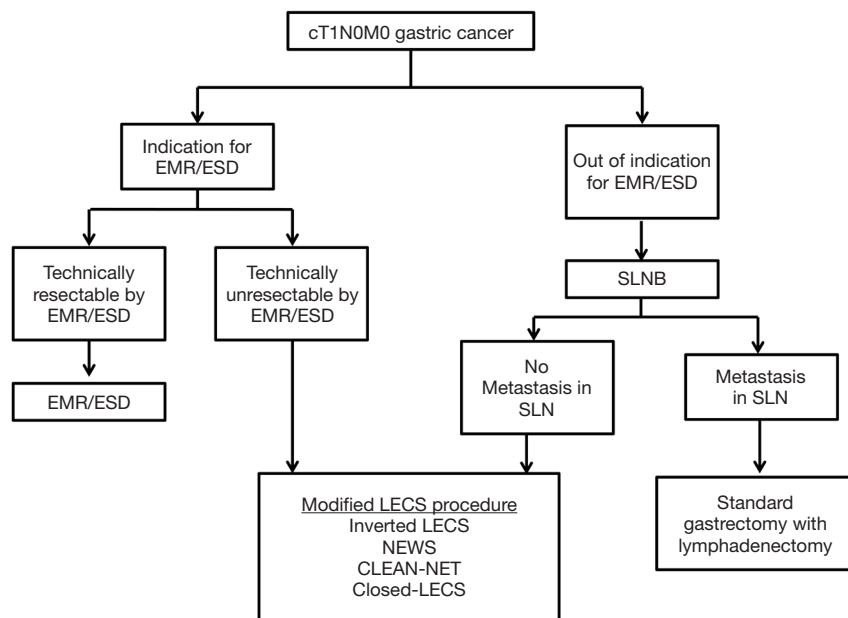 cT1N0M0 gastric cancer
Indication for
EMR/ESD
Out of indication
for EMR/ESD
Technically
resectable by
EMR/ESD
Technically
unresectable by
EMR/ESD
SLNB
EMR/ESD
No
Metastasis in
SLN
Metastasis
in SLN
Modified LECS procedure
Inverted LECS
NEWS
CLEAN-NET
Closed-LECS
Standard
gastrectomy with
lymphadenectomy